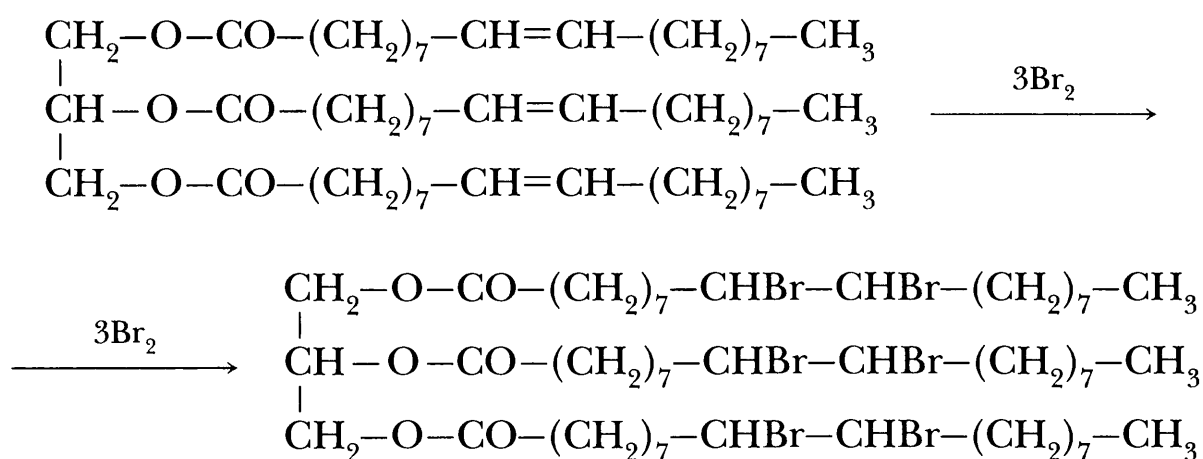 CH₂–O–CO–(CH₂)₇–CH=CH–(CH₂)₇–CH₃
CH–O–CO–(CH₂)₇–CH=CH–(CH₂)₇–CH₃
CH₂–O–CO–(CH₂)₇–CH=CH–(CH₂)₇–CH₃
3Br₂
3Br₂
CH₂–O–CO–(CH₂)₇–CHBr–CHBr–(CH₂)₇–CH₃
CH–O–CO–(CH₂)₇–CHBr–CHBr–(CH₂)₇–CH₃
CH₂–O–CO–(CH₂)₇–CHBr–CHBr–(CH₂)₇–CH₃